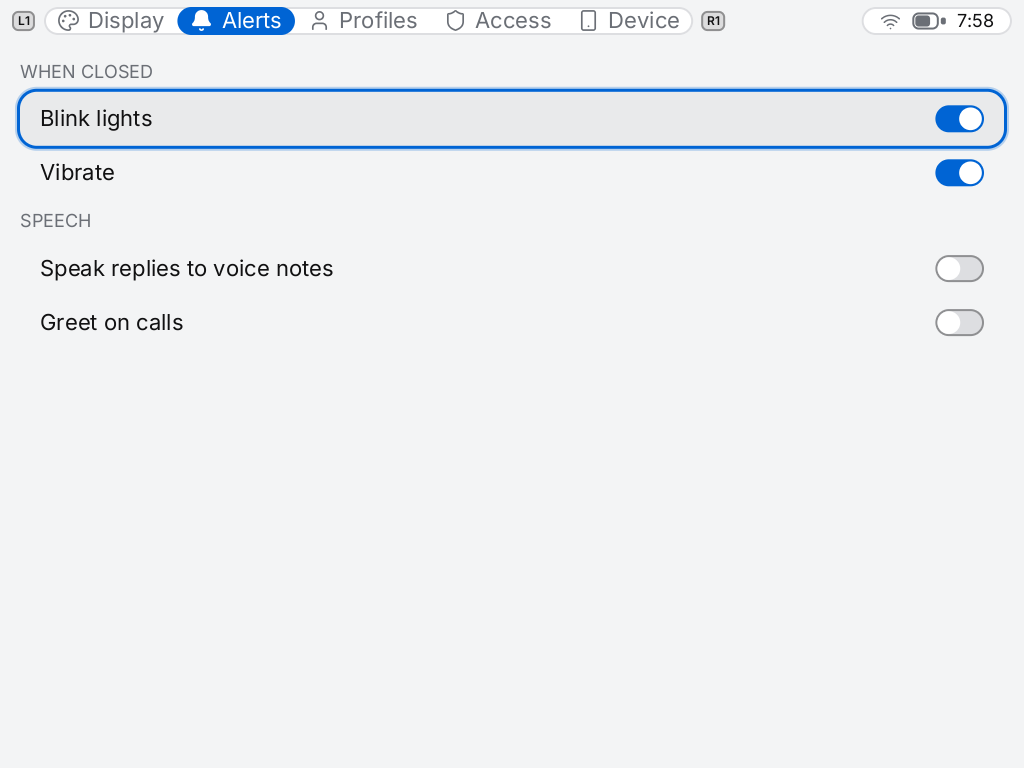 L1 Display Alerts Profiles Access Device R1 7:58
WHEN CLOSED
Blink lights
Vibrate
SPEECH
Speak replies to voice notes
Greet on calls